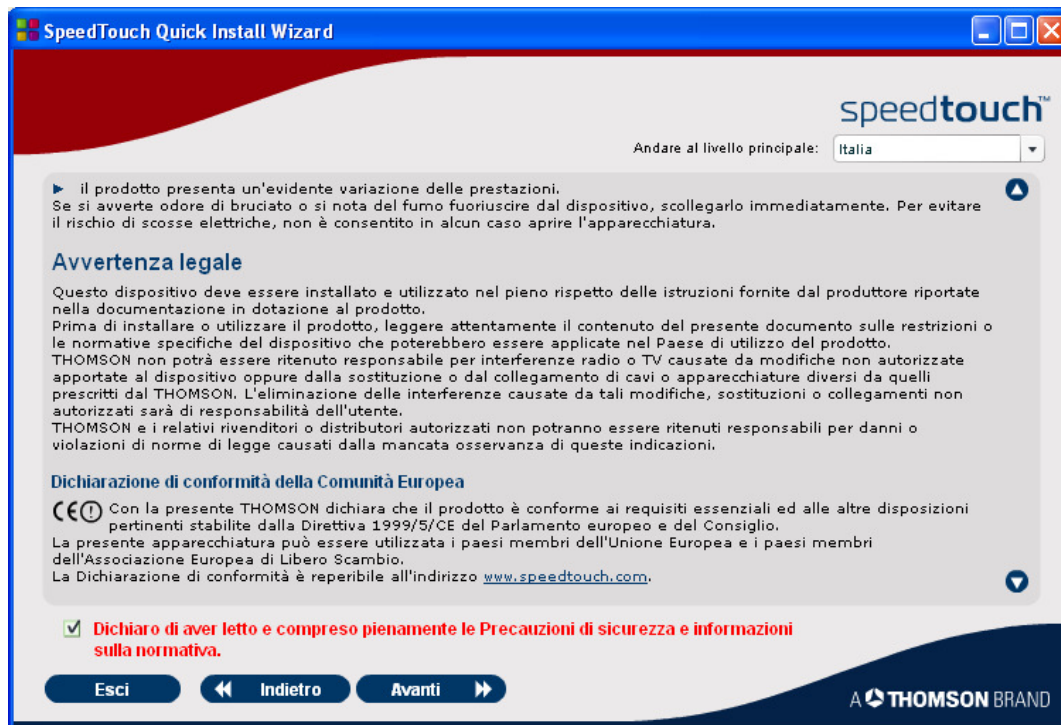 SpeedTouch Quick Install Wizard
speedtouch™
Andare al livello principale: Italia
il prodotto presenta un'evidente variazione delle prestazioni.
Se si avverte odore di bruciato o si nota del fumo fuoriuscire dal dispositivo, scollegarlo immediatamente. Per evitare
il rischio di scosse elettriche, non è consentito in alcun caso aprire l'apparecchiatura.
Avvertenza legale
Questo dispositivo deve essere installato e utilizzato nel pieno rispetto delle istruzioni fornite dal produttore riportate
nella documentazione in dotazione al prodotto.
Prima di installare o utilizzare il prodotto, leggere attentamente il contenuto del presente documento sulle restrizioni o
le normative specifiche del dispositivo che poterebbero essere applicate nel Paese di utilizzo del prodotto.
THOMSON non potrà essere ritenuto responsabile per interferenze radio o TV causate da modifiche non autorizzate
apportate al dispositivo oppure dalla sostituzione o dal collegamento di cavi o apparecchiature diversi da quelli
prescritti dal THOMSON. L'eliminazione delle interferenze causate da tali modifiche, sostituzioni o collegamenti non
autorizzati sarà di responsabilità dell'utente.
THOMSON e i relativi rivenditori o distributori autorizzati non potranno essere ritenuti responsabili per danni o
violazioni di norme di legge causati dalla mancata osservanza di queste indicazioni.
Dichiarazione di conformità della Comunità Europea
CE Con la presente THOMSON dichiara che il prodotto è conforme ai requisiti essenziali ed alle altre disposizioni
pertinenti stabilite dalla Direttiva 1999/5/CE del Parlamento europeo e del Consiglio.
La presente apparecchiatura può essere utilizzata i paesi membri dell'Unione Europea e i paesi membri
dell'Associazione Europea di Libero Scambio.
La Dichiarazione di conformità è reperibile all'indirizzo www.speedtouch.com.
Dichiaro di aver letto e compreso pienamente le Precauzioni di sicurezza e informazioni
sulla normativa.
Esci Indietro Avanti
A THOMSON BRAND